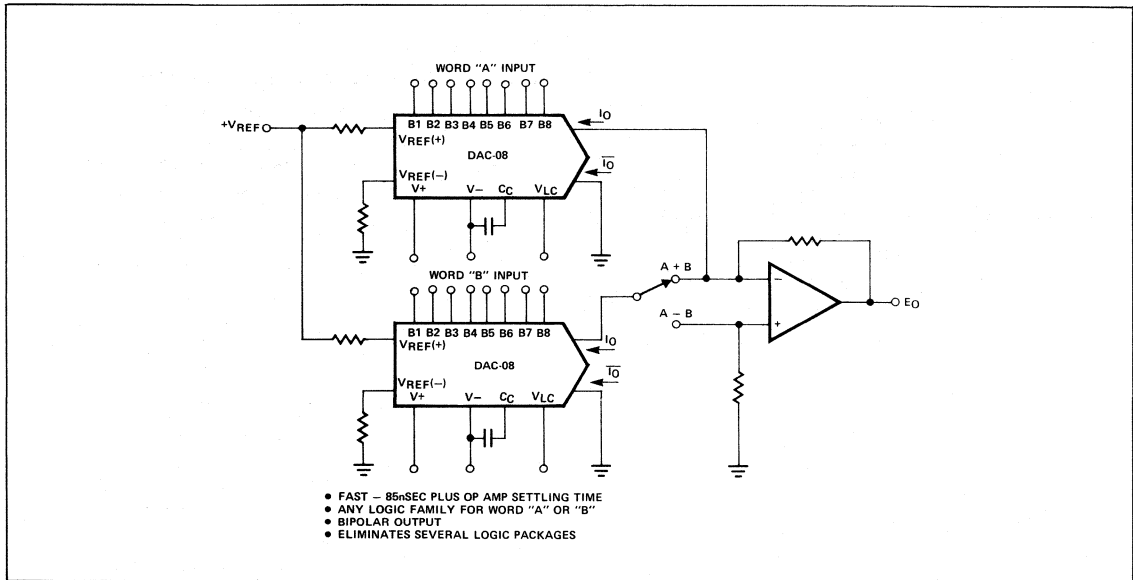 WORD "A" INPUT
+VREF
B1 B2 B3 B4 B5 B6 B7 B8
VREF(+)
DAC-08
VREF(-)
V+ V- CC VLC
IO
IO
WORD "B" INPUT
B1 B2 B3 B4 B5 B6 B7 B8
VREF(+)
DAC-08
VREF(-)
V+ V- CC VLC
IO
IO
A + B
A - B
-
+
EO
• FAST - 85nSEC PLUS OP AMP SETTLING TIME
• ANY LOGIC FAMILY FOR WORD "A" OR "B"
• BIPOLAR OUTPUT
• ELIMINATES SEVERAL LOGIC PACKAGES